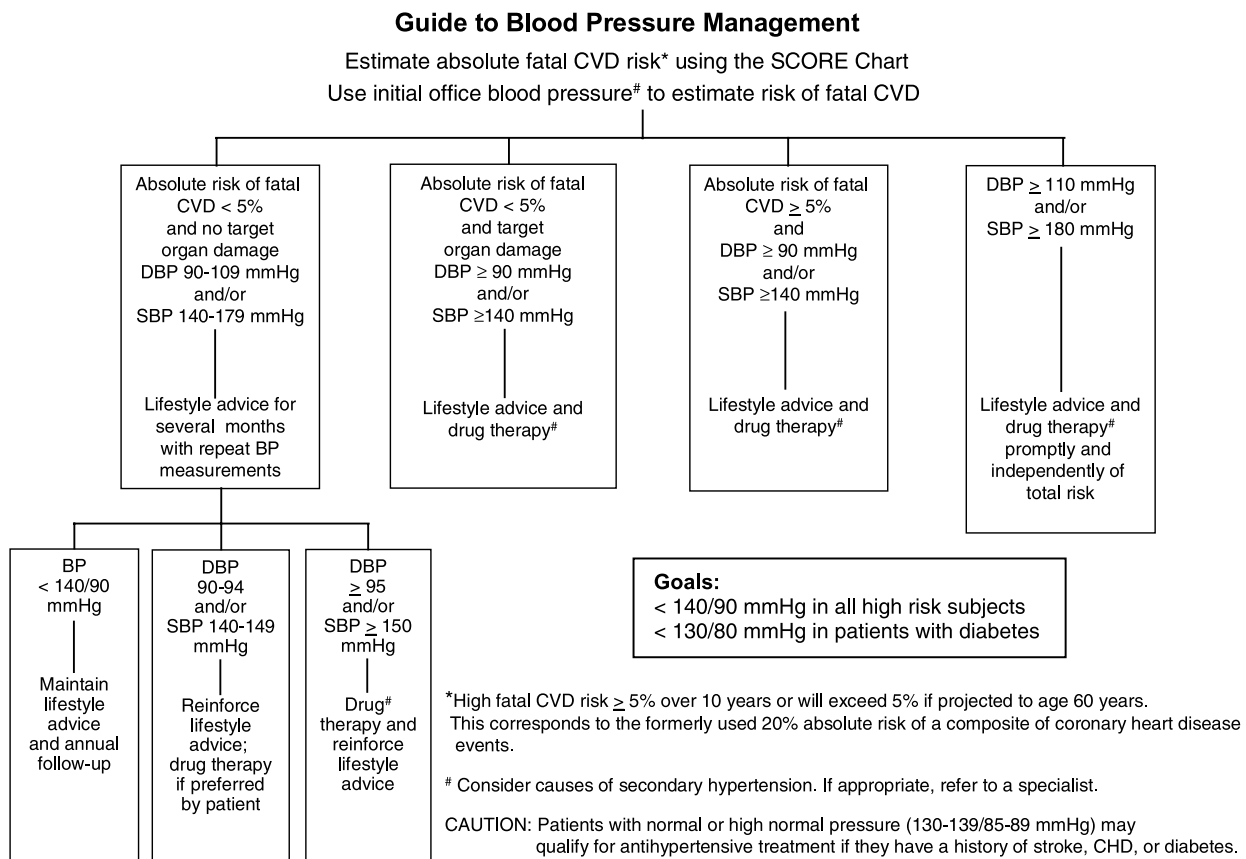 Guide to Blood Pressure Management
Estimate absolute fatal CVD risk* using the SCORE Chart
Use initial office blood pressure# to estimate risk of fatal CVD
Absolute risk of fatal
CVD < 5%
and no target
organ damage
DBP 90-109 mmHg
and/or
SBP 140-179 mmHg
Lifestyle advice for
several months
with repeat BP
measurements
Absolute risk of fatal
CVD < 5%
and target
organ damage
DBP ≥ 90 mmHg
and/or
SBP ≥140 mmHg
Lifestyle advice and
drug therapy#
Absolute risk of fatal
CVD ≥ 5%
and
DBP ≥ 90 mmHg
and/or
SBP ≥140 mmHg
Lifestyle advice and
drug therapy#
DBP ≥ 110 mmHg
and/or
SBP ≥ 180 mmHg
Lifestyle advice and
drug therapy#
promptly and
independently of
total risk
BP
< 140/90
mmHg
Maintain
lifestyle
advice
and annual
follow-up
DBP
90-94
and/or
SBP 140-149
mmHg
Reinforce
lifestyle
advice;
drug therapy
if preferred
by patient
DBP
≥ 95
and/or
SBP ≥ 150
mmHg
Drug#
therapy and
reinforce
lifestyle
advice
Goals:
< 140/90 mmHg in all high risk subjects
< 130/80 mmHg in patients with diabetes
*High fatal CVD risk ≥ 5% over 10 years or will exceed 5% if projected to age 60 years.
This corresponds to the formerly used 20% absolute risk of a composite of coronary heart disease
events.
# Consider causes of secondary hypertension. If appropriate, refer to a specialist.
CAUTION: Patients with normal or high normal pressure (130-139/85-89 mmHg) may
qualify for antihypertensive treatment if they have a history of stroke, CHD, or diabetes.